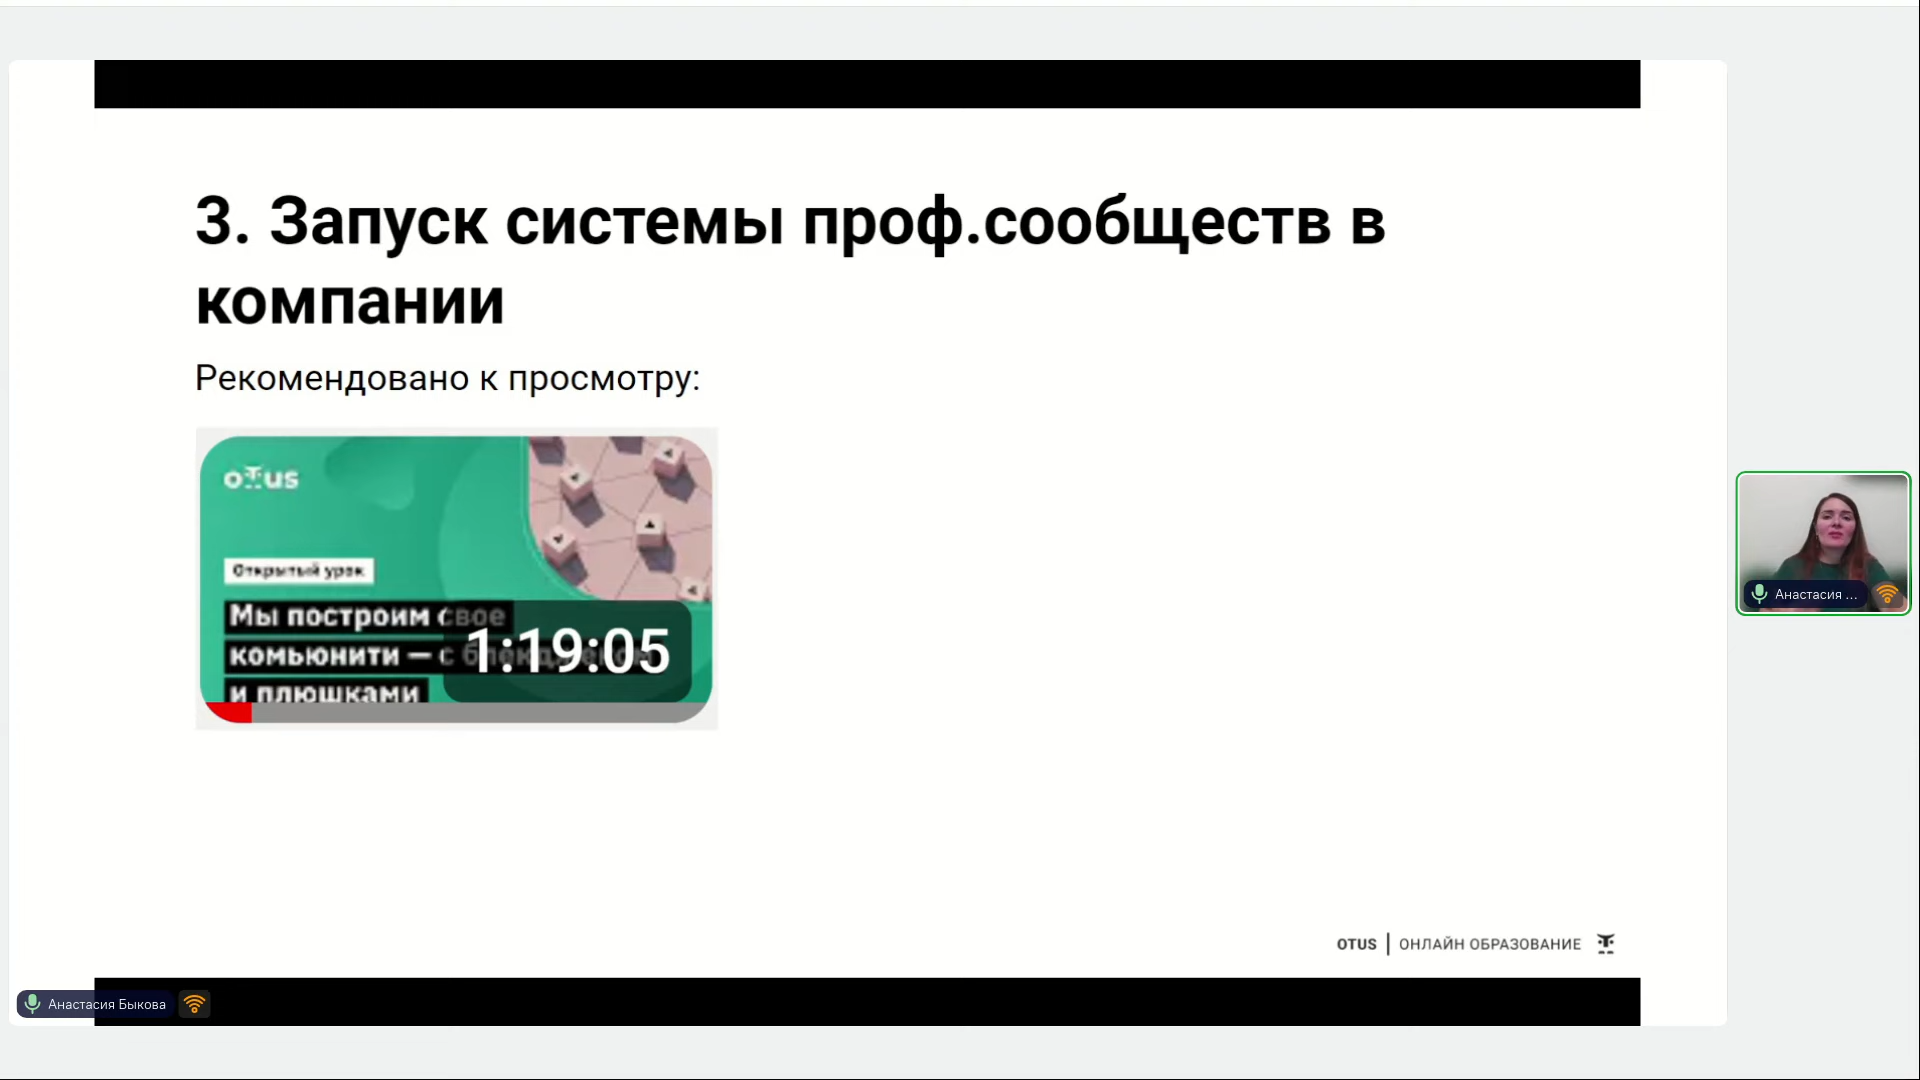 3. Запуск системы проф.сообществ в
компании
Рекомендовано к просмотру:
OTUS
Открытый урок
Мы построим свое
комьюнити — с
и плюшками
1:19:05
Анастасия ...
OTUS | ОНЛАЙН ОБРАЗОВАНИЕ
Анастасия Быкова